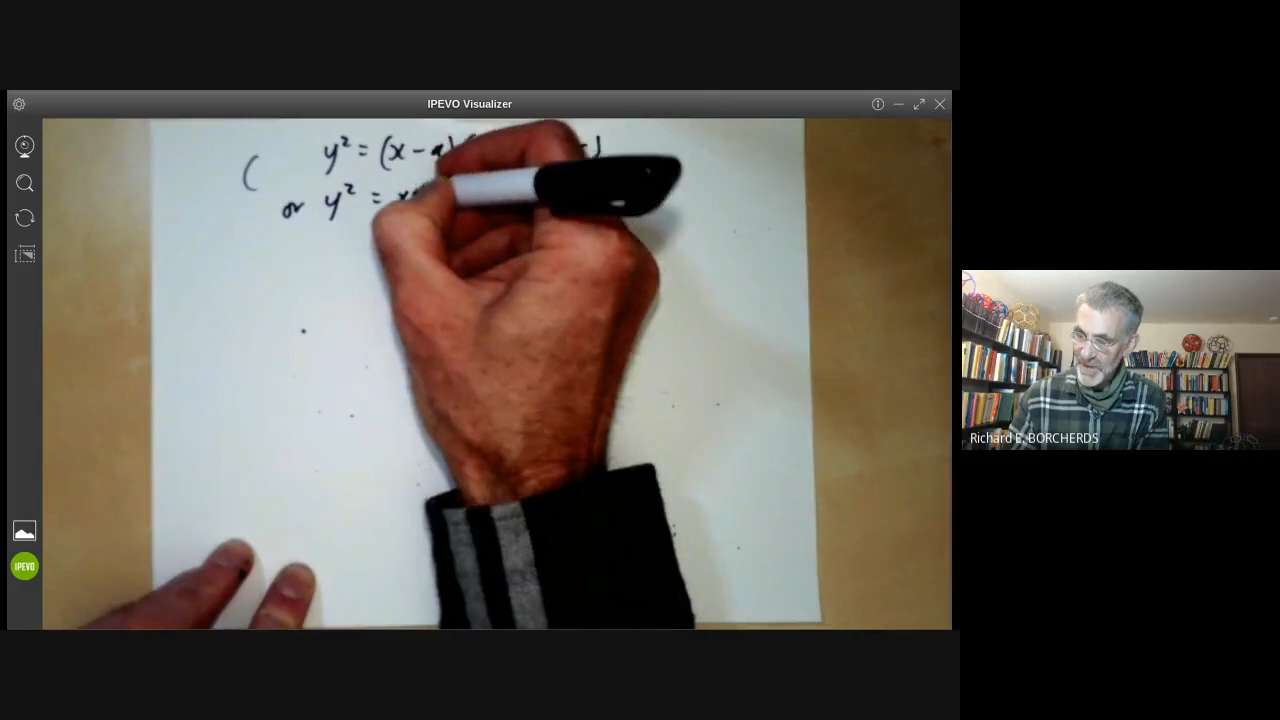 IPEVO Visualizer
y² = (x -
( or y² =
IPEVO
Richard E. BORCHERDS